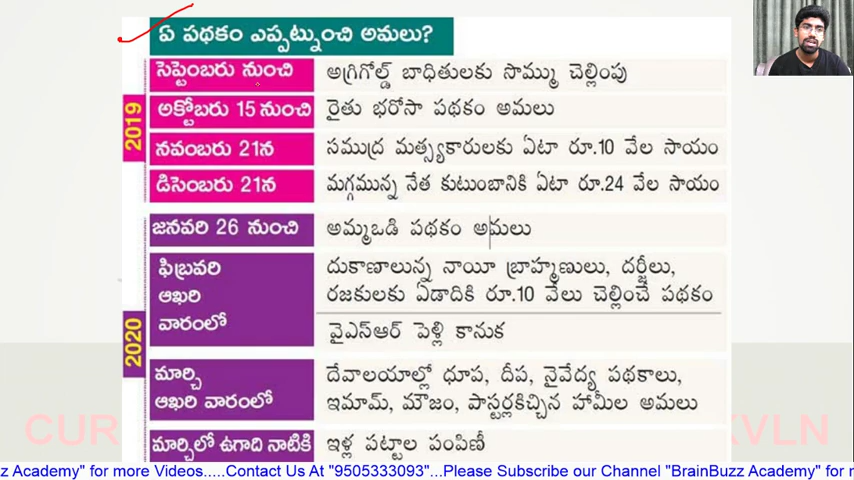 ఏ పథకం ఎప్పట్నుంచి అమలు?
2019
సెప్టెంబరు నుంచి అగ్రిగోల్డ్ బాధితులకు సొమ్ము చెల్లింపు
అక్టోబరు 15 నుంచి రైతు భరోసా పథకం అమలు
నవంబరు 21న సముద్ర మత్స్యకారులకు ఏటా రూ.10 వేల సాయం
డిసెంబరు 21న మగ్గమున్న నేత కుటుంబానికి ఏటా రూ.24 వేల సాయం
2020
జనవరి 26 నుంచి అమ్మఒడి పథకం అమలు
ఫిబ్రవరి ఆఖరి వారంలో
దుకాణాలున్న నాయీ బ్రాహ్మణులు, దర్జీలు,
రజకులకు ఏడాదికి రూ.10 వేలు చెల్లించే పథకం
వైఎస్ఆర్ పెళ్లి కానుక
మార్చి ఆఖరి వారంలో
దేవాలయాల్లో ధూప, దీప, నైవేద్య పథకాలు,
ఇమామ్, మౌజం, పాస్టర్లకిచ్చిన హామీల అమలు
మార్చిలో ఉగాది నాటికి ఇళ్ల పట్టాల పంపిణీ
CUR
KVLN
zz Academy" for more Videos.....Contact Us At "9505333093"...Please Subscribe our Channel "BrainBuzz Academy" for